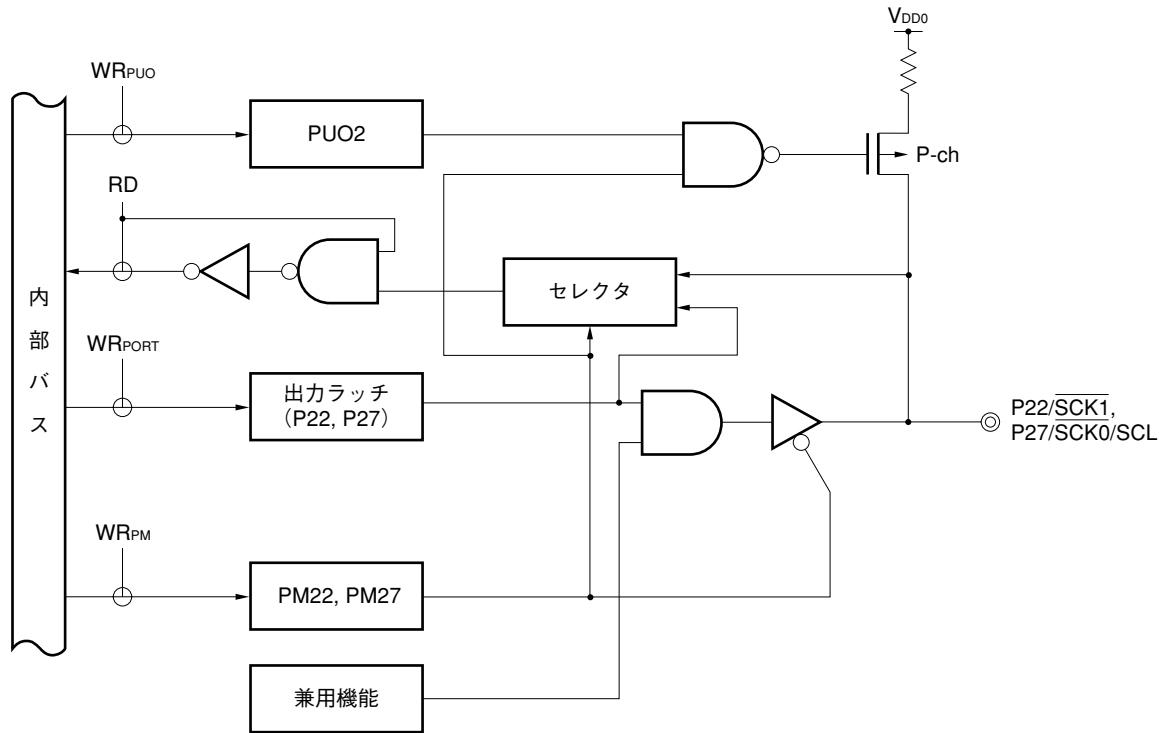 VDD0
WRPUO
PUO2
P-ch
RD
セレクタ
内部バス
WRPORT
出力ラッチ
(P22, P27)
P22/SCK1,
P27/SCK0/SCL
WRPM
PM22, PM27
兼用機能